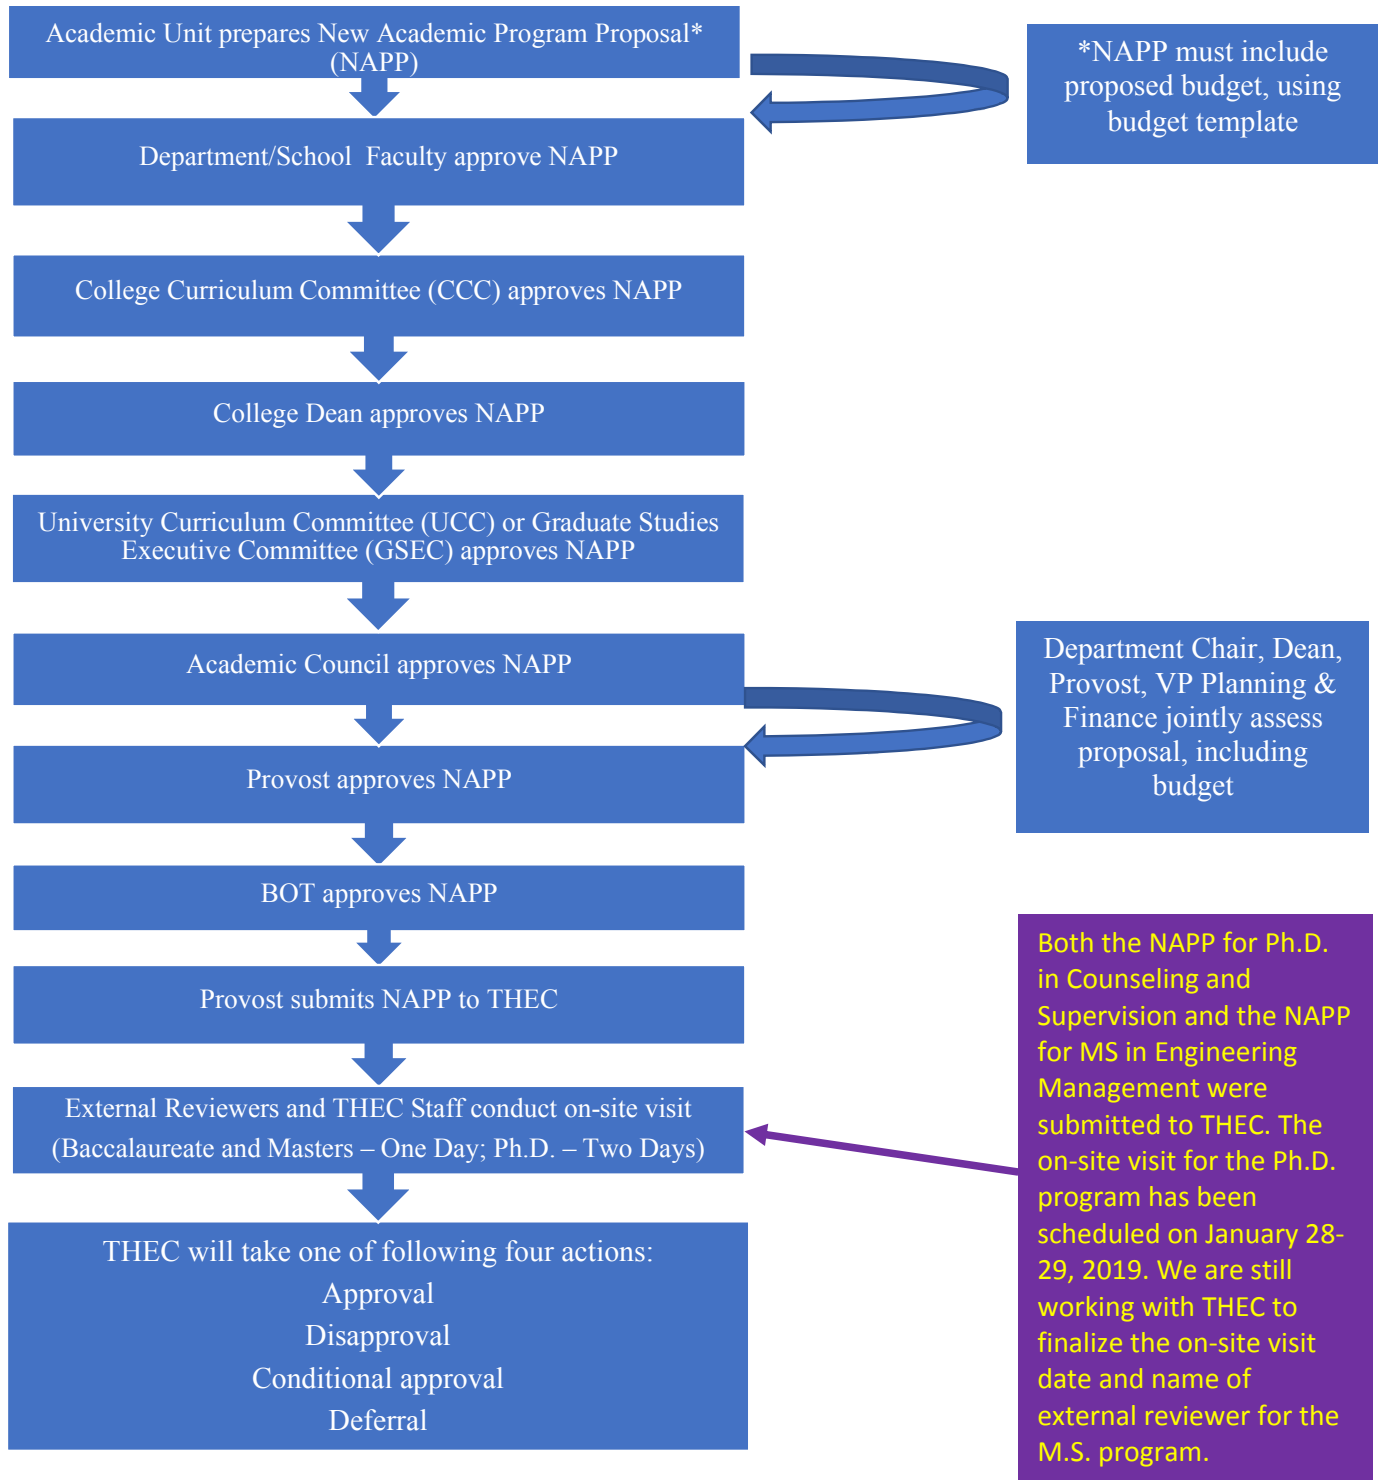 Academic Unit prepares New Academic Program Proposal*
(NAPP)
*NAPP must include
proposed budget, using
budget template
Department/School  Faculty approve NAPP
College Curriculum Committee (CCC) approves NAPP
College Dean approves NAPP
University Curriculum Committee (UCC) or Graduate Studies
Executive Committee (GSEC) approves NAPP
Academic Council approves NAPP
Department Chair, Dean,
Provost, VP Planning &
Finance jointly assess
proposal, including
budget
Provost approves NAPP
BOT approves NAPP
Provost submits NAPP to THEC
External Reviewers and THEC Staff conduct on-site visit
(Baccalaureate and Masters – One Day; Ph.D. – Two Days)
Both the NAPP for Ph.D.
in Counseling and
Supervision and the NAPP
for MS in Engineering
Management were
submitted to THEC. The
on-site visit for the Ph.D.
program has been
scheduled on January 28-
29, 2019. We are still
working with THEC to
finalize the on-site visit
date and name of
external reviewer for the
M.S. program.
THEC will take one of following four actions:
Approval
Disapproval
Conditional approval
Deferral